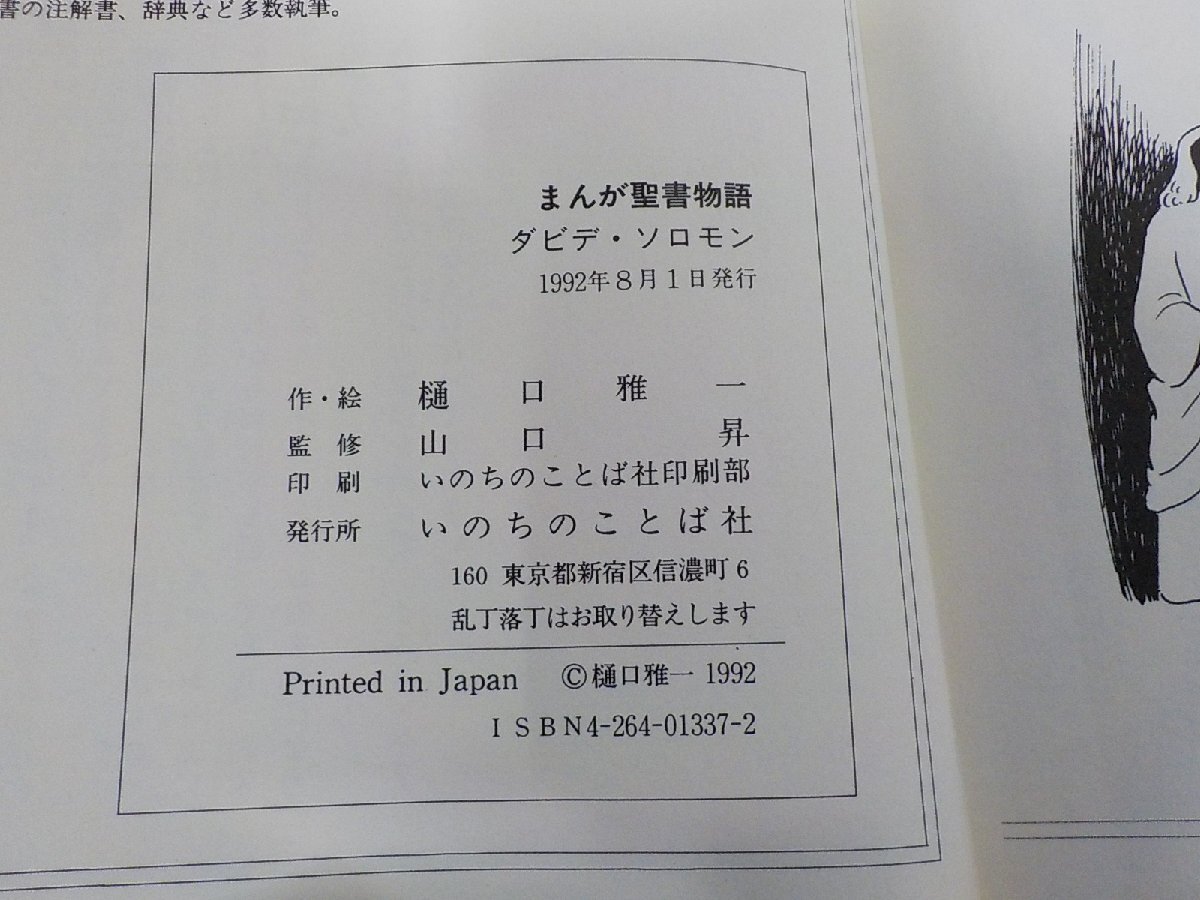 書の注解書、辞典など多数執筆。
まんが聖書物語
ダビデ・ソロモン
1992年8月1日発行
作・絵 樋口雅一
監修 山口昇
印刷 いのちのことば社印刷部
発行所 いのちのことば社
160 東京都新宿区信濃町6
乱丁落丁はお取り替えします
Printed in Japan ©樋口雅一 1992
ISBN4-264-01337-2